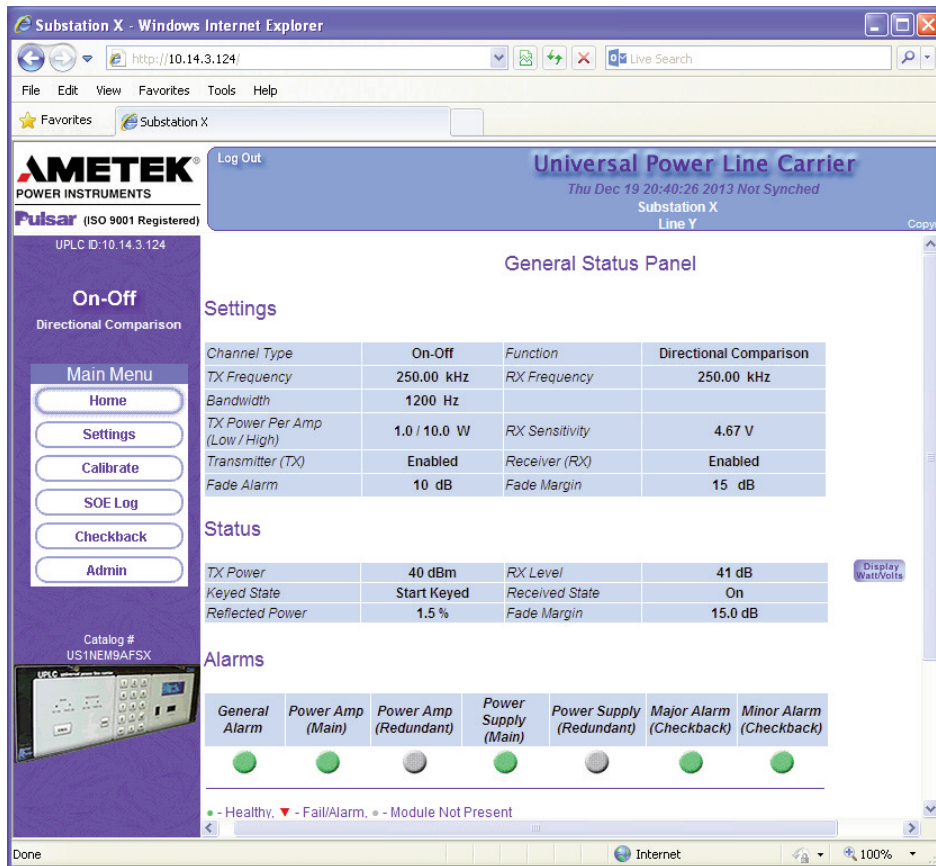 Substation X - Windows Internet Explorer
http://10.14.3.124/
Live Search
File Edit View Favorites Tools Help
Favorites
Substation X
AMETEK®
POWER INSTRUMENTS
Pulsar (ISO 9001 Registered)
Log Out
Universal Power Line Carrier
Thu Dec 19 20:40:26 2013 Not Synched
Substation X
Line Y
Copy
UPLC ID:10.14.3.124
On-Off
Directional Comparison
Main Menu
Home
Settings
Calibrate
SOE Log
Checkback
Admin
Catalog #
US1NEM9AFSX
UPLC universal power line carrier
General Status Panel
Settings
Channel Type On-Off Function Directional Comparison
TX Frequency 250.00 kHz RX Frequency 250.00 kHz
Bandwidth 1200 Hz
TX Power Per Amp
(Low / High) 1.0 / 10.0 W RX Sensitivity 4.67 V
Transmitter (TX) Enabled Receiver (RX) Enabled
Fade Alarm 10 dB Fade Margin 15 dB
Status
TX Power 40 dBm RX Level 41 dB
Keyed State Start Keyed Received State On
Reflected Power 1.5 % Fade Margin 15.0 dB
Display
Watt/Volts
Alarms
General
Alarm
Power Amp
(Main)
Power Amp
(Redundant)
Power
Supply
(Main)
Power Supply
(Redundant)
Major Alarm
(Checkback)
Minor Alarm
(Checkback)
- Healthy, - Fail/Alarm, - Module Not Present
Done
Internet
100%